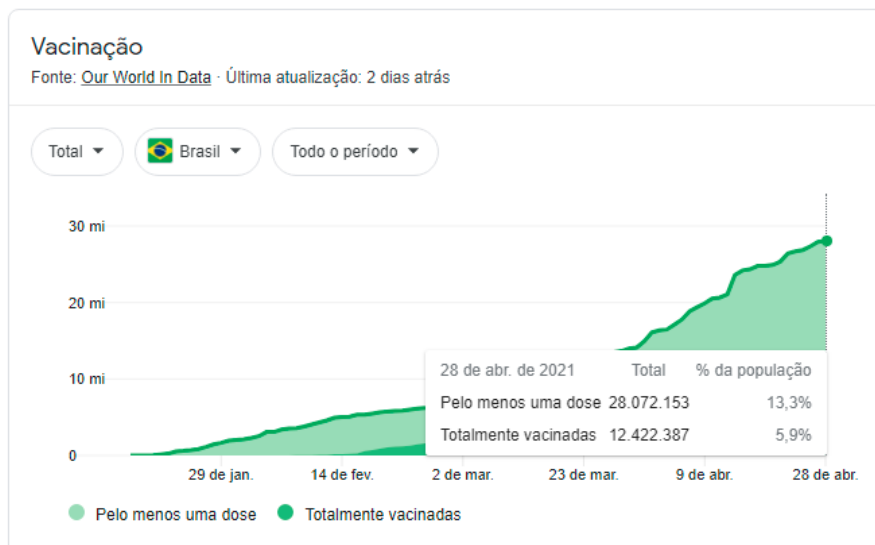 Vacinação
Fonte: Our World In Data · Última atualização: 2 dias atrás
Total
Brasil
Todo o período
30 mi
20 mi
10 mi
0
28 de abr. de 2021 Total % da população
Pelo menos uma dose 28.072.153 13,3%
Totalmente vacinadas 12.422.387 5,9%
29 de jan. 14 de fev. 2 de mar. 23 de mar. 9 de abr. 28 de abr.
Pelo menos uma dose Totalmente vacinadas